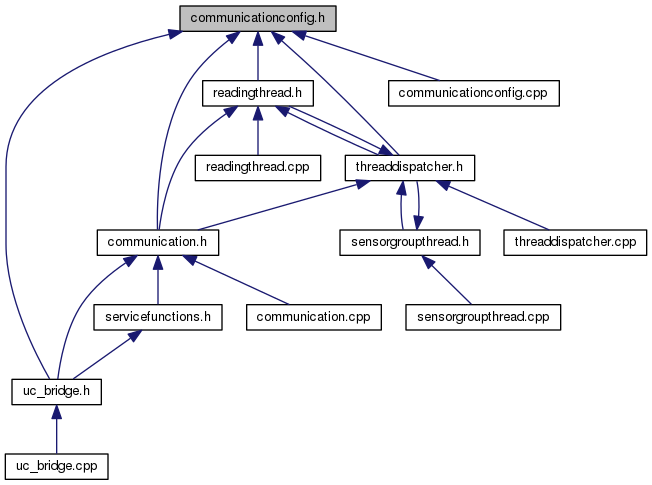 communicationconfig.h
readingthread.h
communicationconfig.cpp
readingthread.cpp
threaddispatcher.h
communication.h
sensorgroupthread.h
threaddispatcher.cpp
servicefunctions.h
communication.cpp
sensorgroupthread.cpp
uc_bridge.h
uc_bridge.cpp